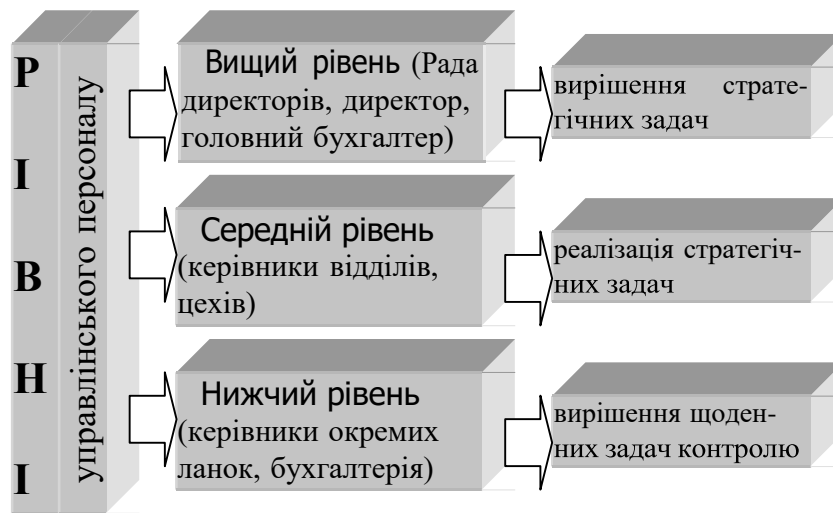 РІВНІ
управлінського персоналу
Вищий рівень (Рада
директорів, директор,
головний бухгалтер)
вирішення страте-
гічних задач
Середній рівень
(керівники відділів,
цехів)
реалізація стратегіч-
них задач
Нижчий рівень
(керівники окремих
ланок, бухгалтерія)
вирішення щоден-
них задач контролю